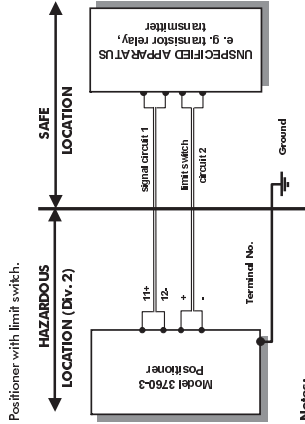 Positioner with limit switch.
HAZARDOUS
LOCATION (Div. 2)
SAFE
LOCATION
Model 3760-3
Positioner
11+
12-
+
-
signal circuit 1
limit switch
circuit 2
UNSPECIFIED APPARATUS
e. g. transistor relay,
transmitter
Terminal No.
Ground
Notes: